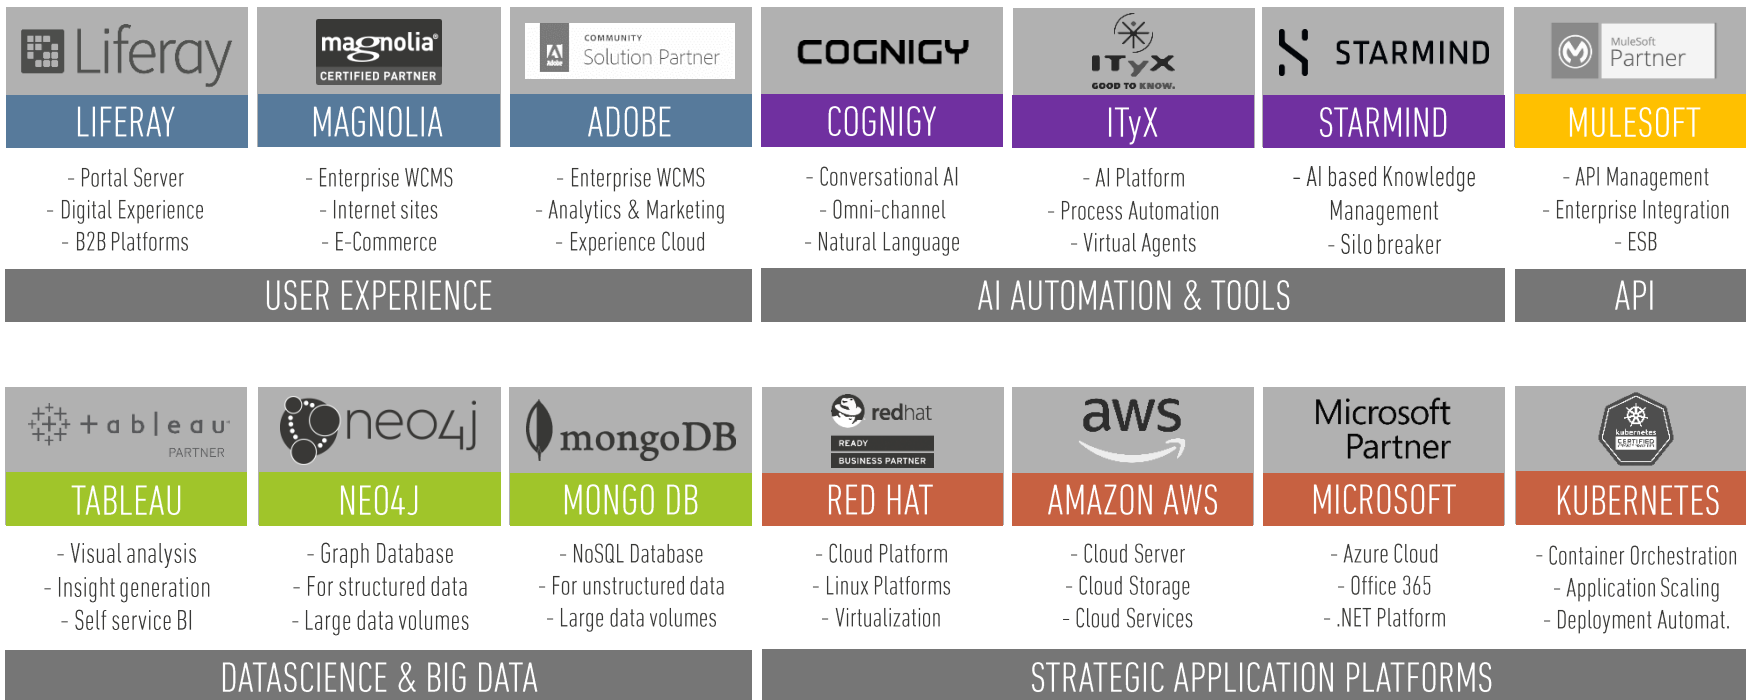 Liferay
LIFERAY
- Portal Server
- Digital Experience
- B2B Platforms
magnolia®
CERTIFIED PARTNER
MAGNOLIA
- Enterprise WCMS
- Internet sites
- E-Commerce
Adobe
COMMUNITY
Solution Partner
ADOBE
- Enterprise WCMS
- Analytics & Marketing
- Experience Cloud
USER EXPERIENCE
COGNIGY
COGNIGY
- Conversational AI
- Omni-channel
- Natural Language
ITyX
GOOD TO KNOW.
ITyX
- AI Platform
- Process Automation
- Virtual Agents
STARMIND
STARMIND
- AI based Knowledge
Management
- Silo breaker
AI AUTOMATION & TOOLS
MuleSoft
Partner
MULESOFT
- API Management
- Enterprise Integration
- ESB
API
+ a b | e a u
PARTNER
TABLEAU
- Visual analysis
- Insight generation
- Self service BI
neo4j
NEO4J
- Graph Database
- For structured data
- Large data volumes
mongoDB
MONGO DB
- NoSQL Database
- For unstructured data
- Large data volumes
DATASCIENCE & BIG DATA
redhat
READY
BUSINESS PARTNER
RED HAT
- Cloud Platform
- Linux Platforms
- Virtualization
aws
AMAZON AWS
- Cloud Server
- Cloud Storage
- Cloud Services
Microsoft
Partner
MICROSOFT
- Azure Cloud
- Office 365
- .NET Platform
kubernetes
CERTIFIED
KUBERNETES
- Container Orchestration
- Application Scaling
- Deployment Automat.
STRATEGIC APPLICATION PLATFORMS